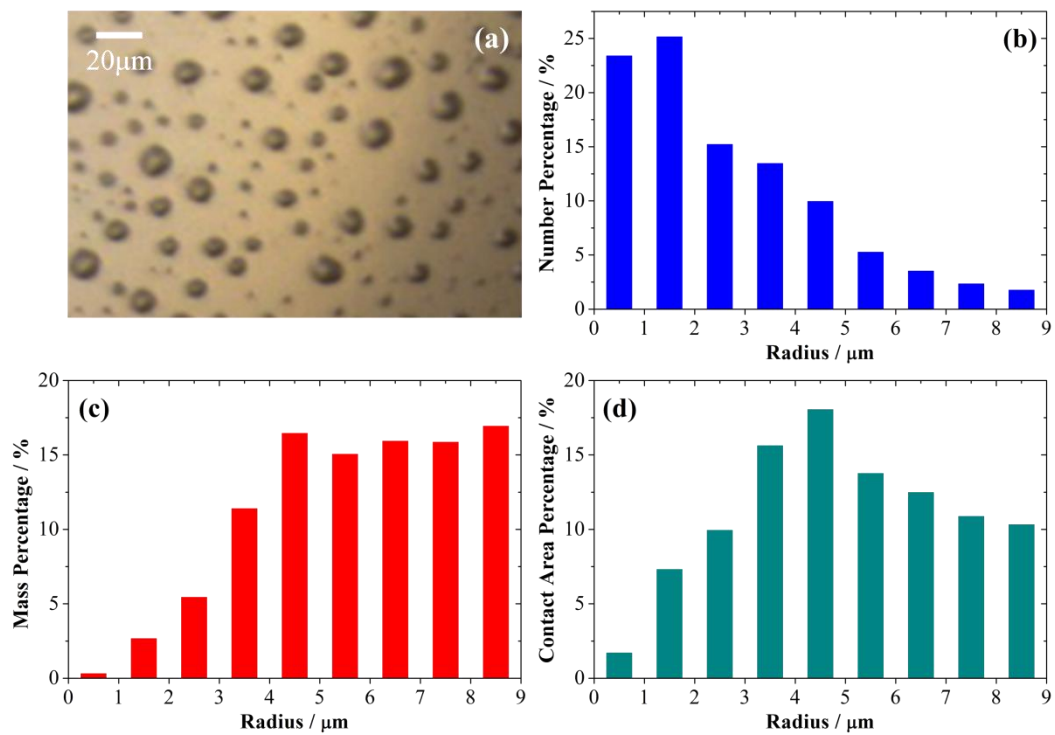 (a)
20μm
(b)
Number Percentage / %
25
20
15
10
5
0
0 1 2 3 4 5 6 7 8 9
Radius / μm
(c)
Mass Percentage / %
20
15
10
5
0
0 1 2 3 4 5 6 7 8 9
Radius / μm
(d)
Contact Area Percentage / %
20
15
10
5
0
0 1 2 3 4 5 6 7 8 9
Radius / μm